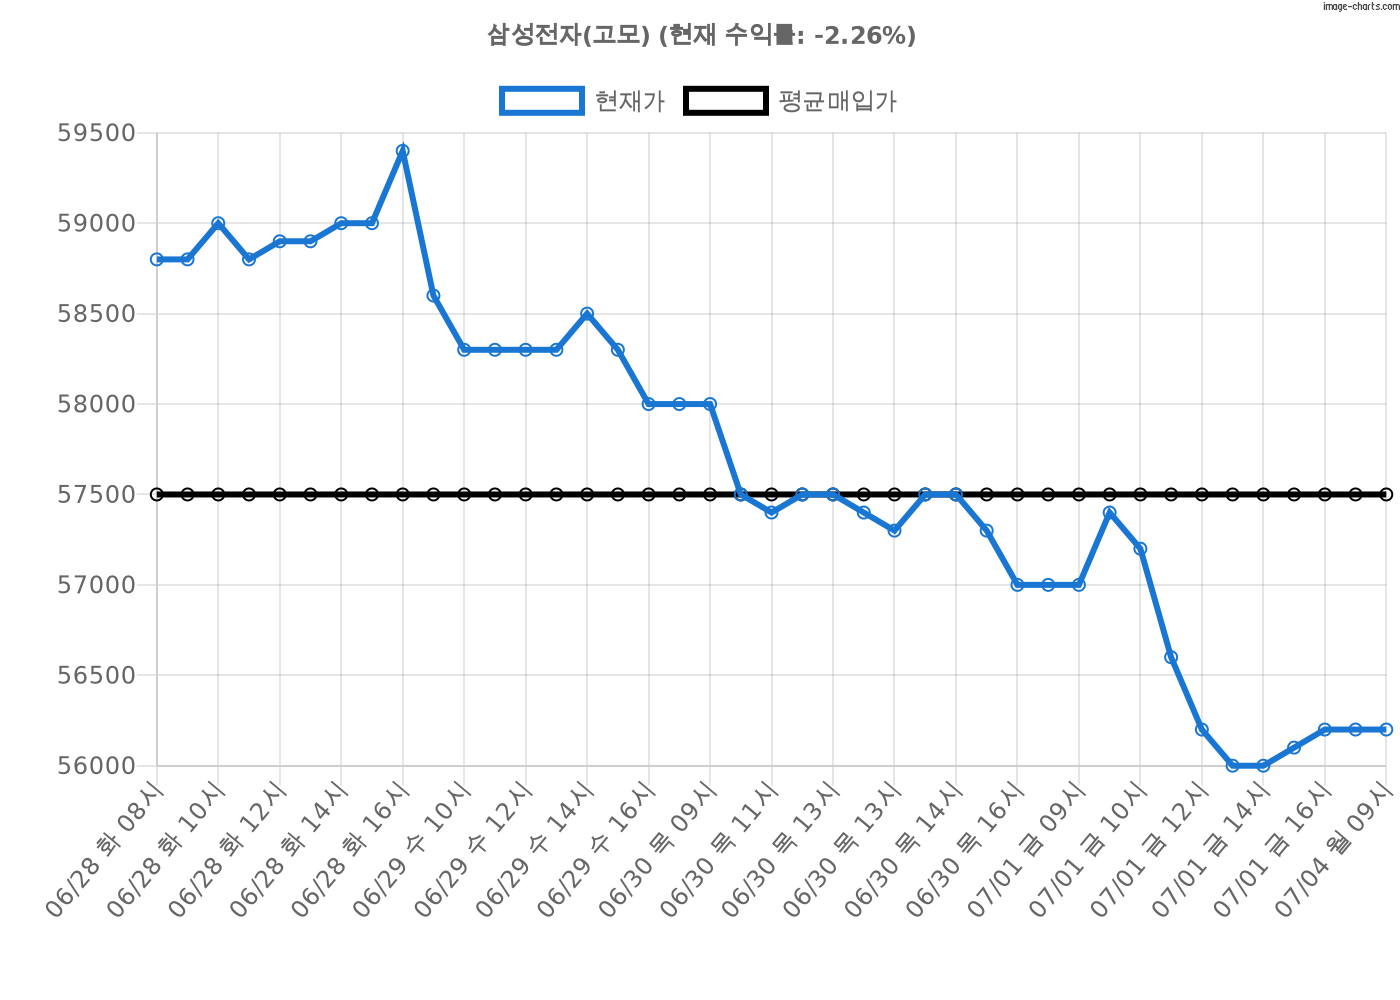 image-charts.com
삼성전자(고모) (현재 수익률: -2.26%)
현재가 평균매입가
59500
59000
58500
58000
57500
57000
56500
56000
06/28 화 08시
06/28 화 10시
06/28 화 12시
06/28 화 14시
06/28 화 16시
06/29 수 10시
06/29 수 12시
06/29 수 14시
06/29 수 16시
06/30 목 09시
06/30 목 11시
06/30 목 13시
06/30 목 13시
06/30 목 14시
06/30 목 16시
07/01 금 09시
07/01 금 10시
07/01 금 12시
07/01 금 14시
07/01 금 16시
07/04 월 09시